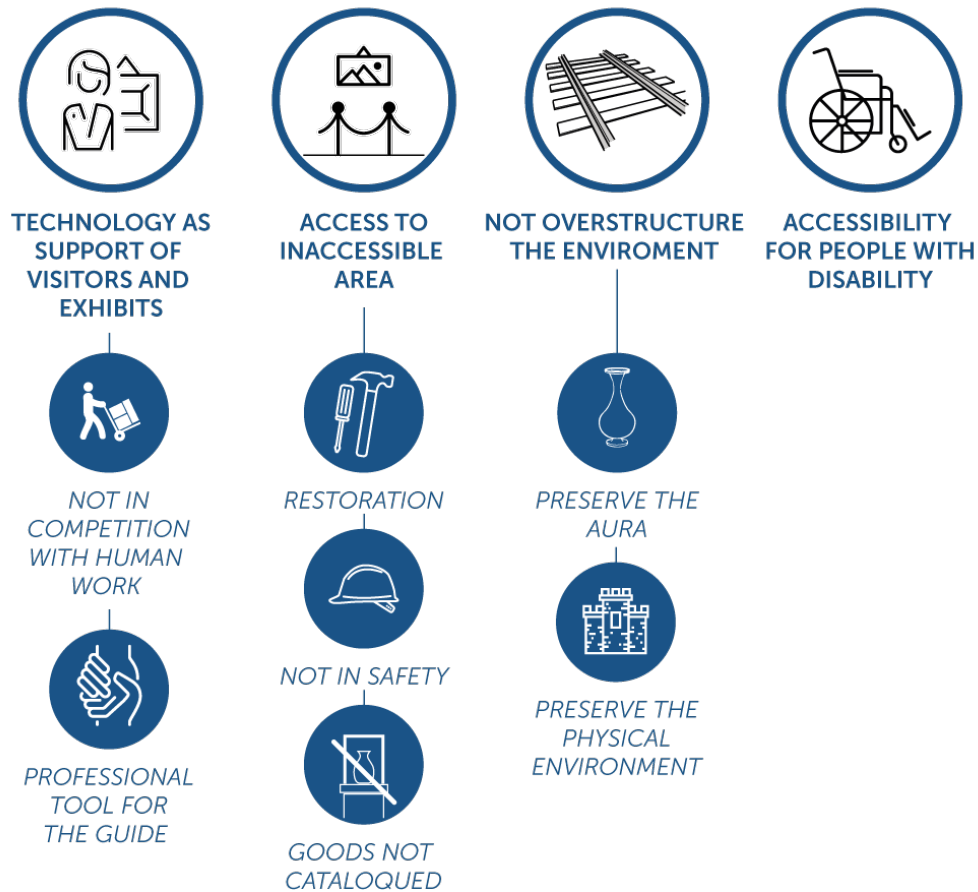 TECHNOLOGY AS
SUPPORT OF
VISITORS AND
EXHIBITS
NOT IN
COMPETITION
WITH HUMAN
WORK
PROFESSIONAL
TOOL FOR
THE GUIDE
ACCESS TO
INACCESSIBLE
AREA
RESTORATION
NOT IN SAFETY
GOODS NOT
CATALOQUED
NOT OVERSTRUCTURE
THE ENVIROMENT
PRESERVE THE
AURA
PRESERVE THE
PHYSICAL
ENVIRONMENT
ACCESSIBILITY
FOR PEOPLE WITH
DISABILITY